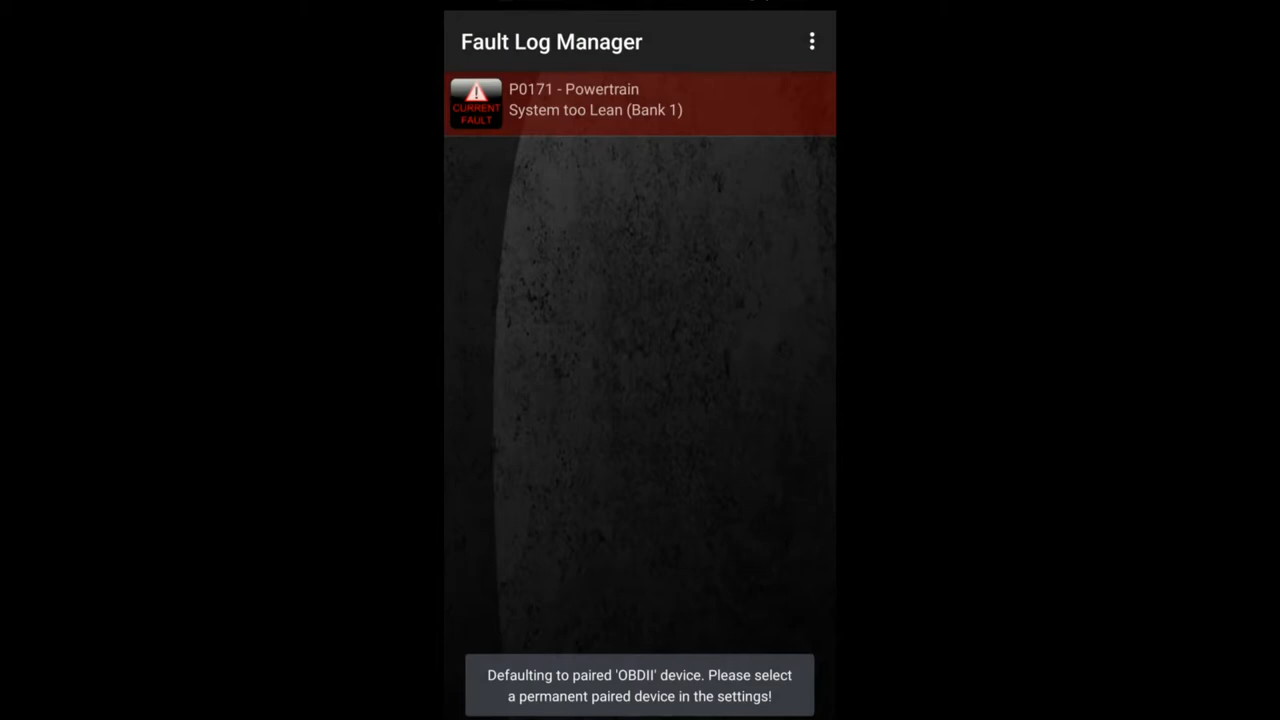 Fault Log Manager
P0171 - Powertrain
System too Lean (Bank 1)
CURRENT
FAULT
Defaulting to paired 'OBDII' device. Please select
a permanent paired device in the settings!